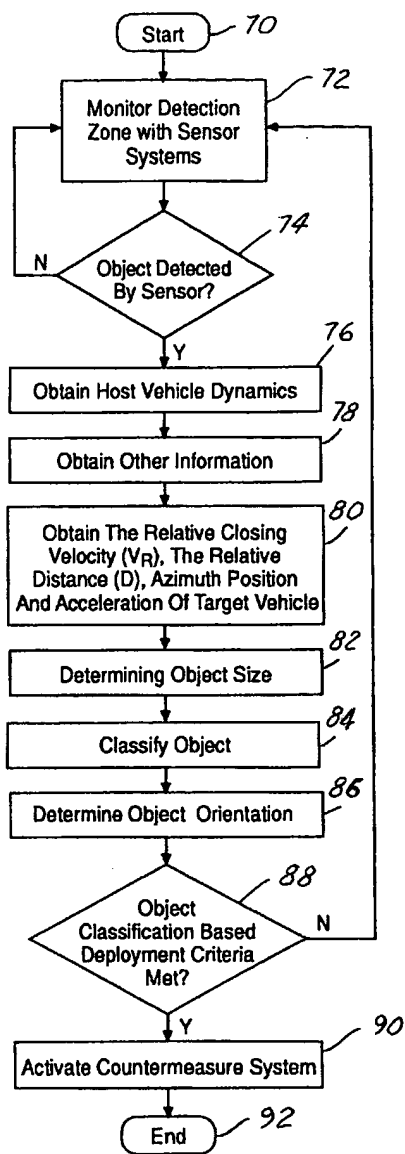 Start
70
72
Monitor Detection
Zone with Sensor
Systems
74
N
Object Detected
By Sensor?
Y
76
Obtain Host Vehicle Dynamics
78
Obtain Other Information
80
Obtain The Relative Closing
Velocity (VR), The Relative
Distance (D), Azimuth Position
And Acceleration Of Target Vehicle
82
Determining Object Size
84
Classify Object
86
Determine Object Orientation
88
Object
Classification Based
Deployment Criteria
Met?
N
Y
90
Activate Countermeasure System
End
92